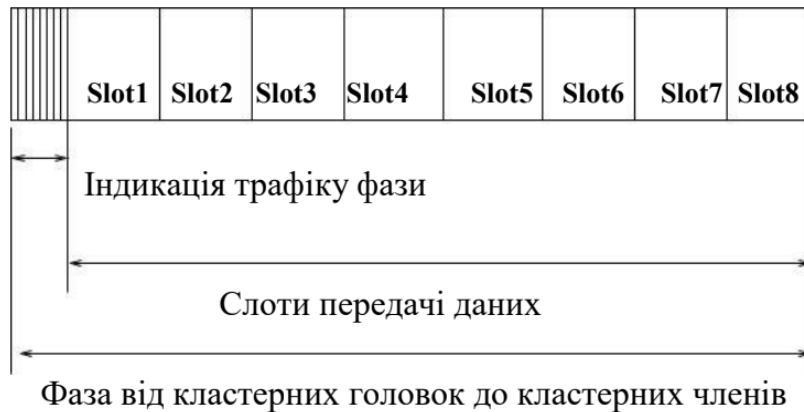 Slot1 Slot2 Slot3 Slot4 Slot5 Slot6 Slot7 Slot8
Індикація трафіку фази
Слоти передачі даних
Фаза від кластерних головок до кластерних членів